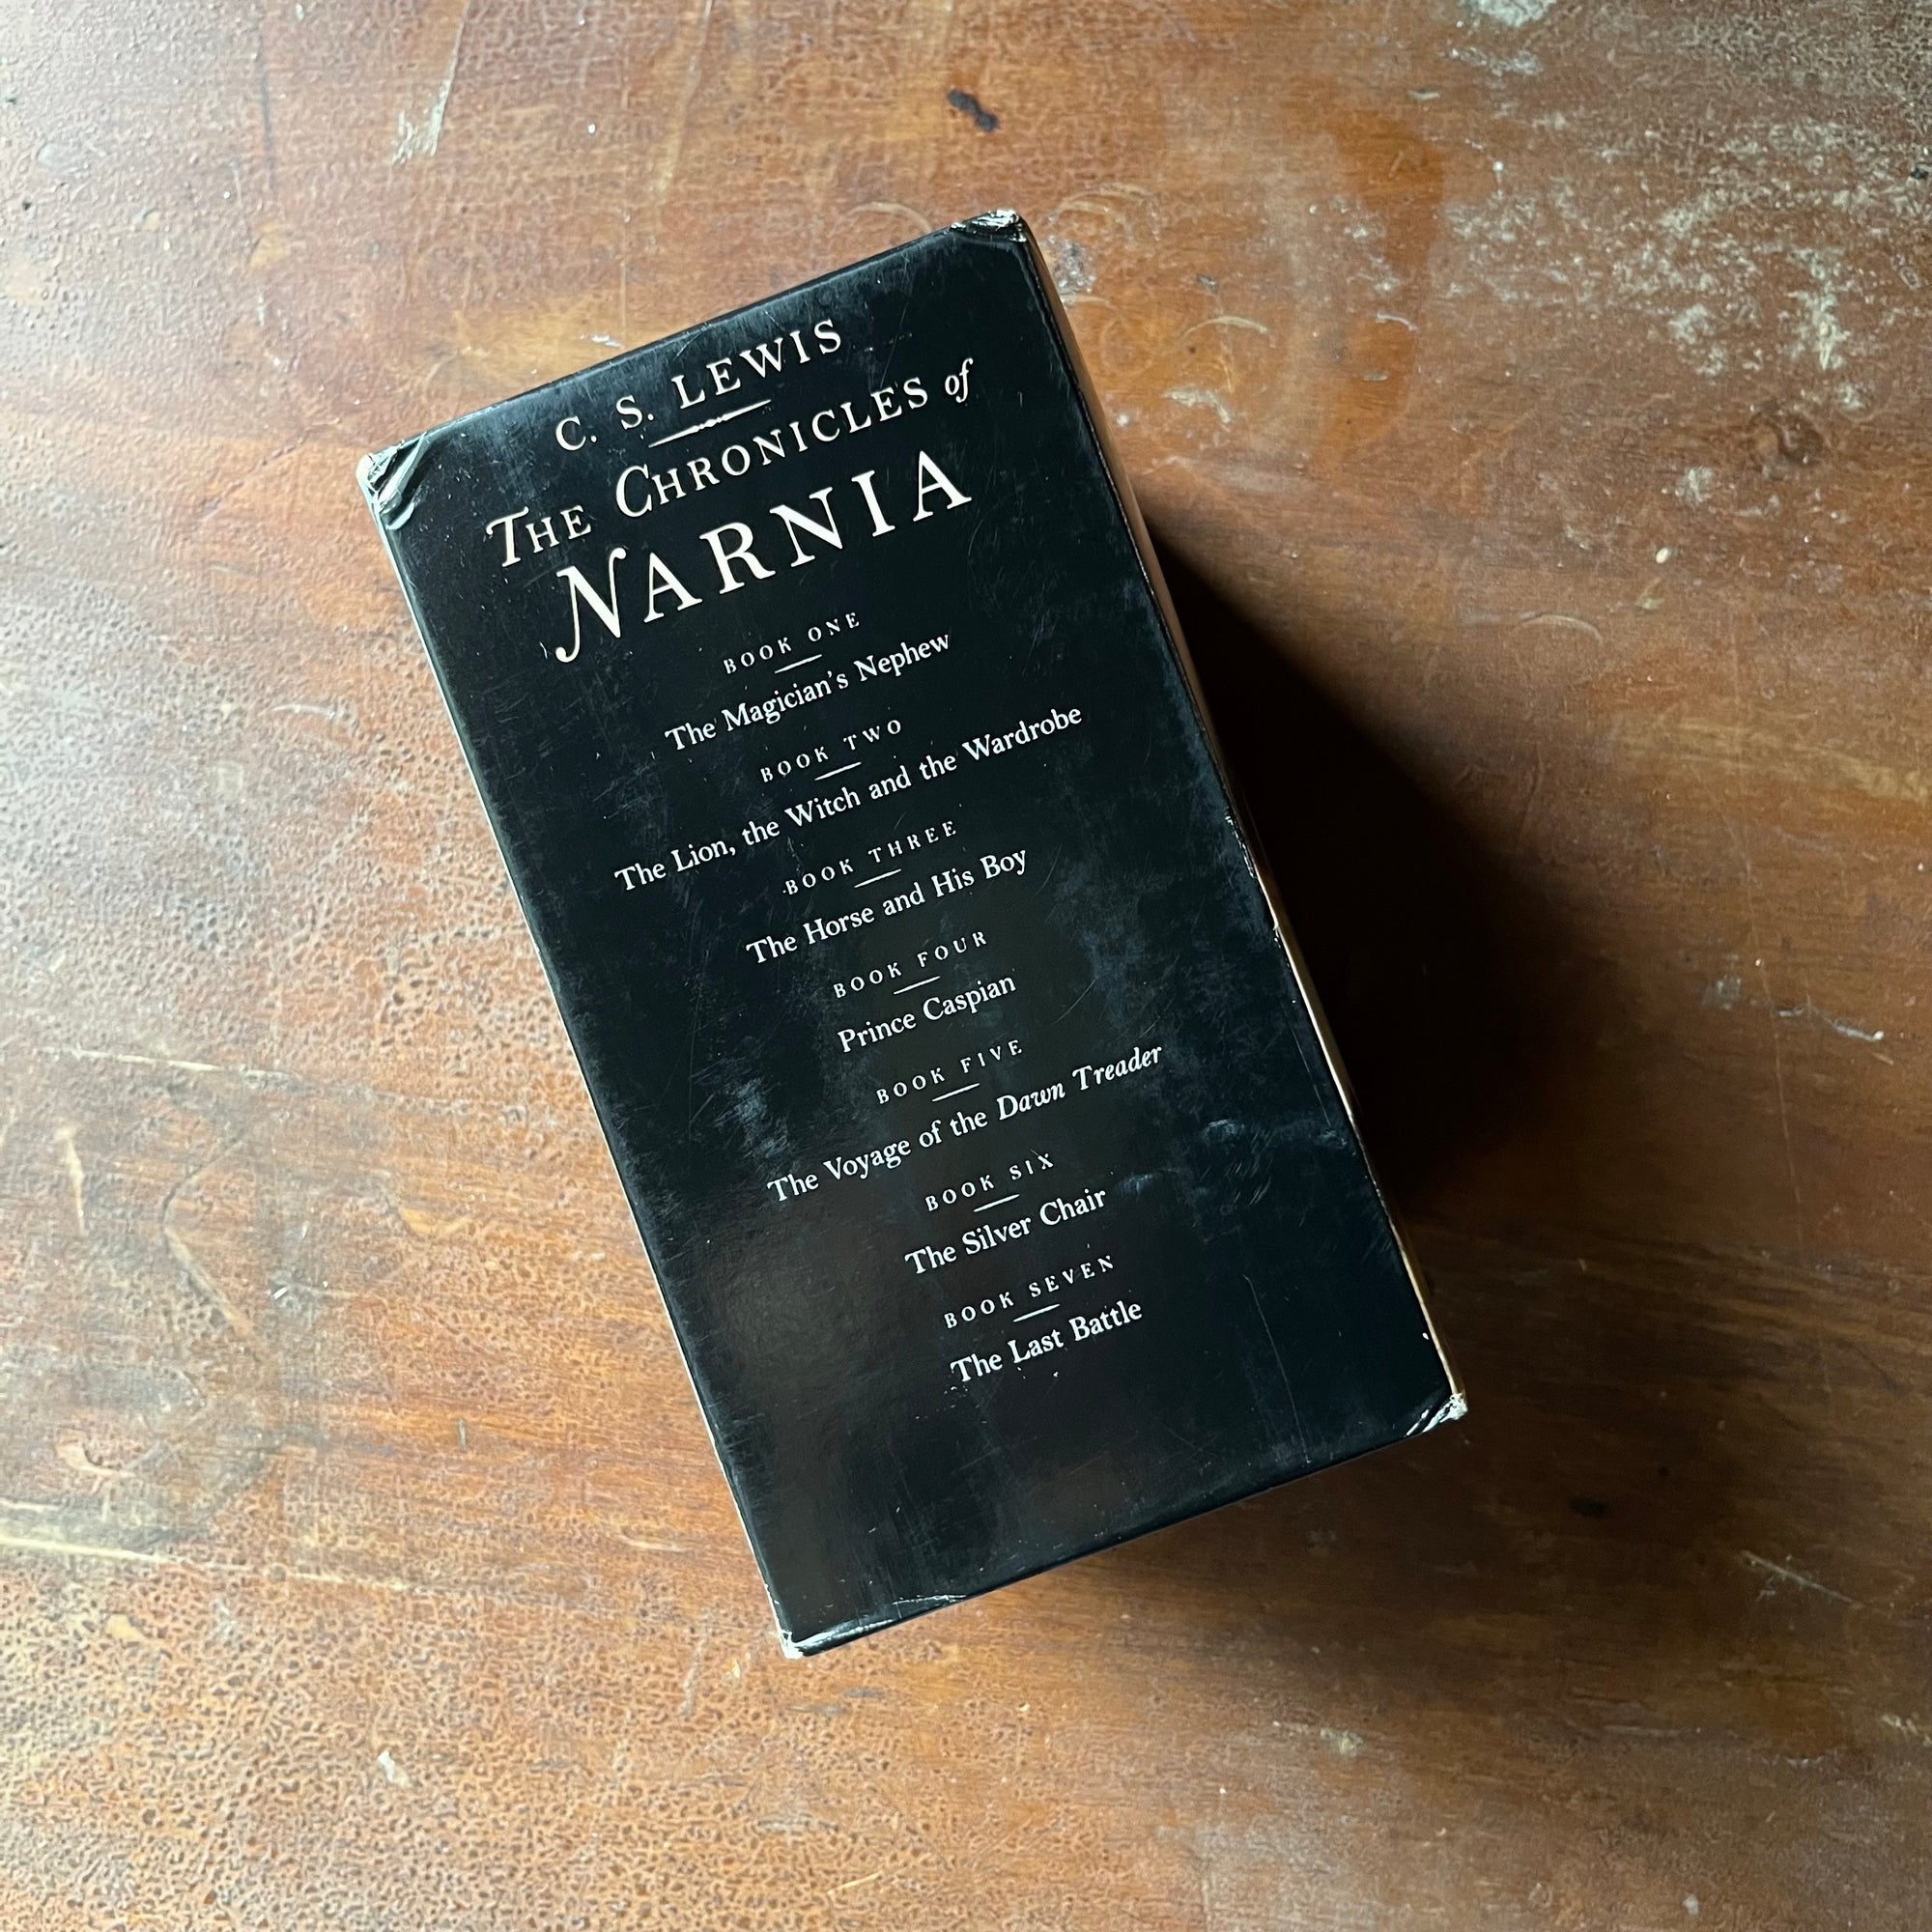 C. S. LEWIS
THE CHRONICLES of
NARNIA
BOOK ONE
The Magician's Nephew
BOOK TWO
The Lion, the Witch and the Wardrobe
BOOK THREE
The Horse and His Boy
BOOK FOUR
Prince Caspian
BOOK FIVE
The Voyage of the Dawn Treader
BOOK SIX
The Silver Chair
BOOK SEVEN
The Last Battle